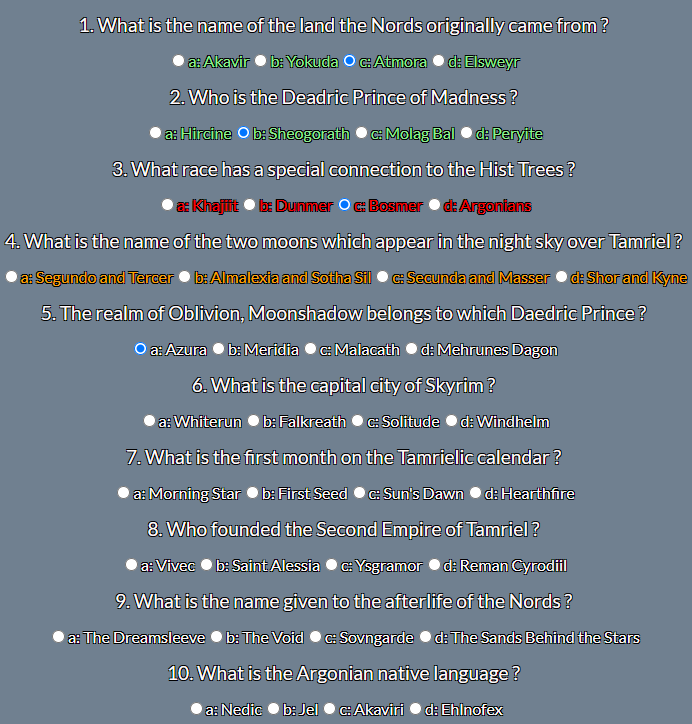 1. What is the name of the land the Nords originally came from ?
a: Akavir b: Yokuda c: Atmora d: Elsweyr
2. Who is the Deadric Prince of Madness ?
a: Hircine b: Sheogorath c: Molag Bal d: Peryite
3. What race has a special connection to the Hist Trees ?
a: Khajiit b: Dunmer c: Bosmer d: Argonians
4. What is the name of the two moons which appear in the night sky over Tamriel ?
a: Segundo and Tercer b: Almalexia and Sotha Sil c: Secunda and Masser d: Shor and Kyne
5. The realm of Oblivion, Moonshadow belongs to which Daedric Prince ?
a: Azura b: Meridia c: Malacath d: Mehrunes Dagon
6. What is the capital city of Skyrim ?
a: Whiterun b: Falkreath c: Solitude d: Windhelm
7. What is the first month on the Tamrielic calendar ?
a: Morning Star b: First Seed c: Sun's Dawn d: Hearthfire
8. Who founded the Second Empire of Tamriel ?
a: Vivec b: Saint Alessia c: Ysgramor d: Reman Cyrodiil
9. What is the name given to the afterlife of the Nords ?
a: The Dreamsleeve b: The Void c: Sovngarde d: The Sands Behind the Stars
10. What is the Argonian native language ?
a: Nedic b: Jel c: Akaviri d: Ehlnofex